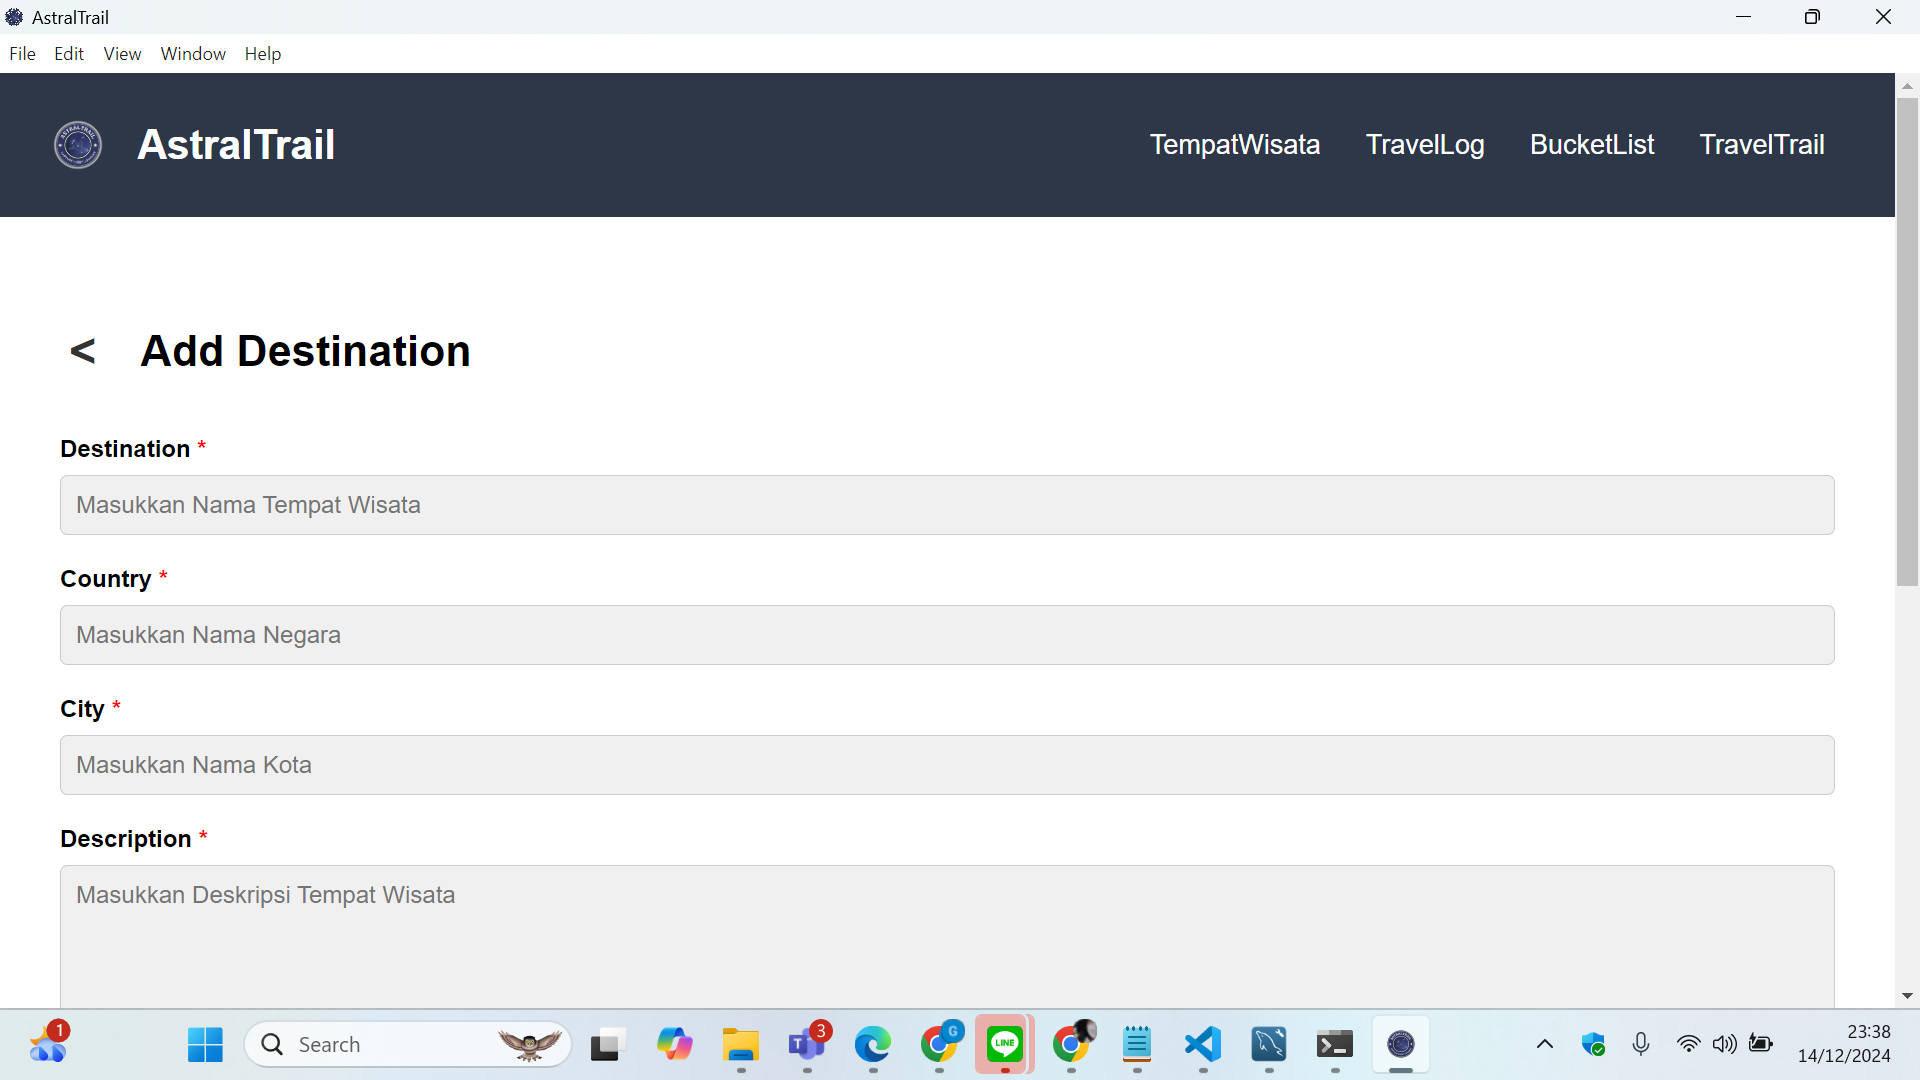 AstralTrail
File Edit View Window Help
AstralTrail
TempatWisata TravelLog BucketList TravelTrail
< Add Destination
Destination *
Masukkan Nama Tempat Wisata
Country *
Masukkan Nama Negara
City *
Masukkan Nama Kota
Description *
Masukkan Deskripsi Tempat Wisata
1
Search
3
G
LINE
23:38
14/12/2024